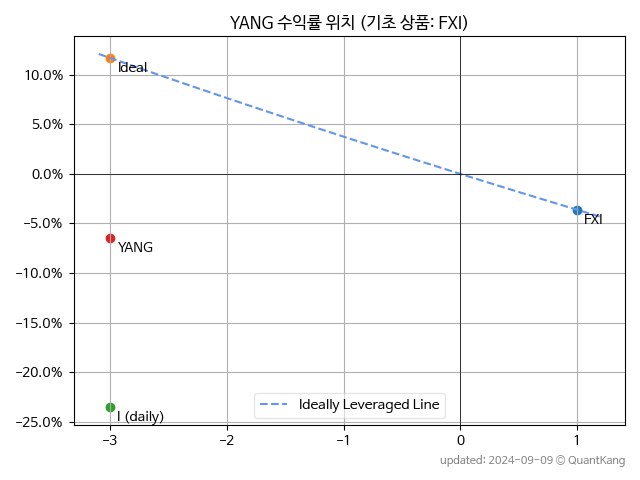 YANG 수익률 위치 (기초 상품: FXI)
10.0%
5.0%
0.0%
-5.0%
-10.0%
-15.0%
-20.0%
-25.0%
Ideal
FXI
YANG
I (daily)
Ideally Leveraged Line
-3 -2 -1 0 1
updated: 2024-09-09 © QuantKang